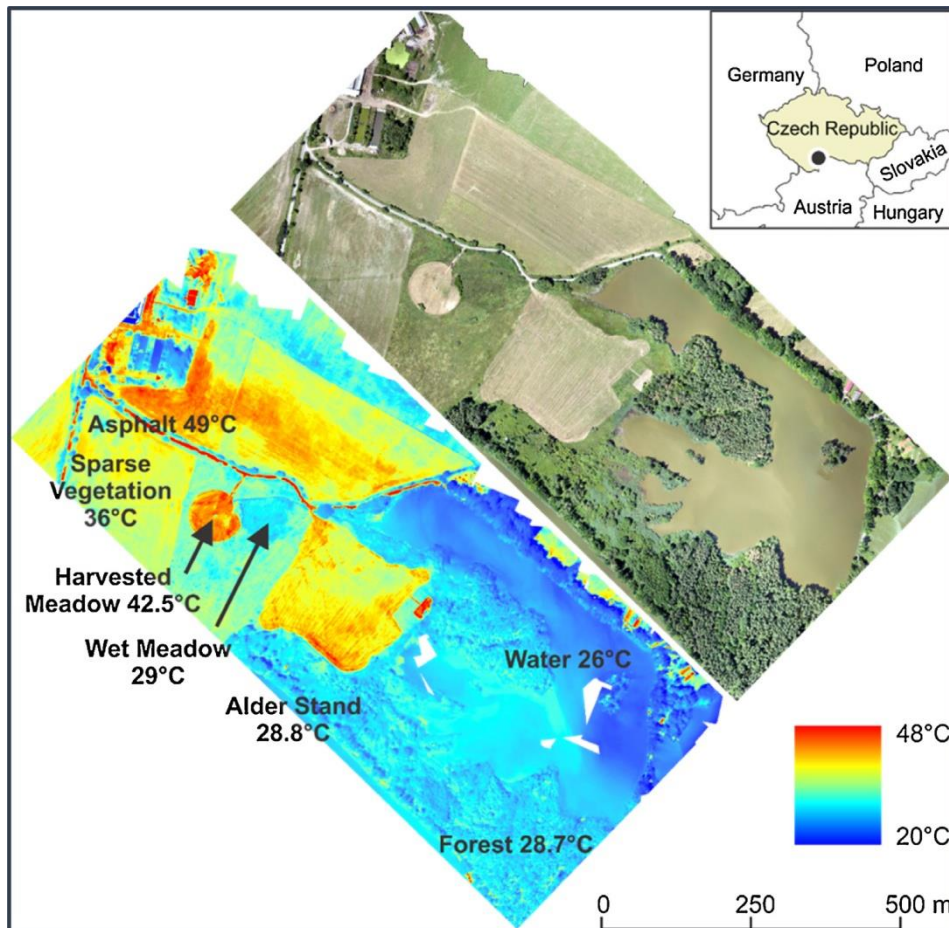 Germany
Poland
Czech Republic
Slovakia
Austria
Hungary
Asphalt 49°C
Sparse
Vegetation
36°C
Harvested
Meadow 42.5°C
Wet Meadow
29°C
Alder Stand
28.8°C
Water 26°C
Forest 28.7°C
48°C
20°C
0
250
500 m